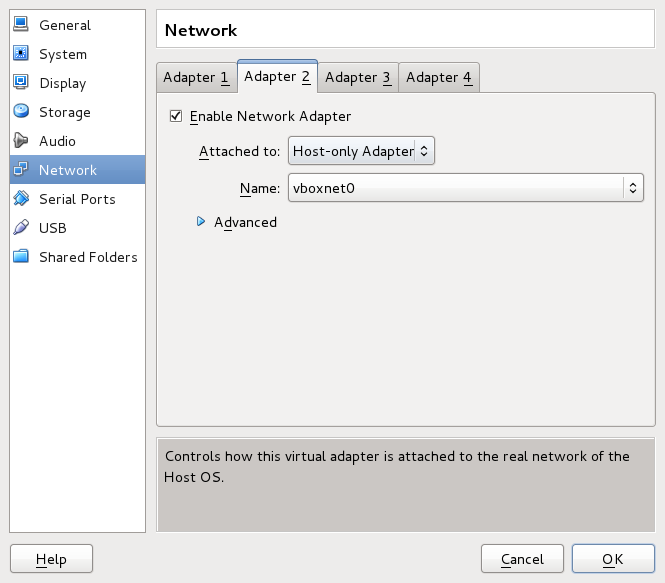 General
System
Display
Storage
Audio
Network
Serial Ports
USB
Shared Folders
Network
Adapter 1 Adapter 2 Adapter 3 Adapter 4
Enable Network Adapter
Attached to: Host-only Adapter
Name: vboxnet0
Advanced
Controls how this virtual adapter is attached to the real network of the
Host OS.
Help Cancel OK